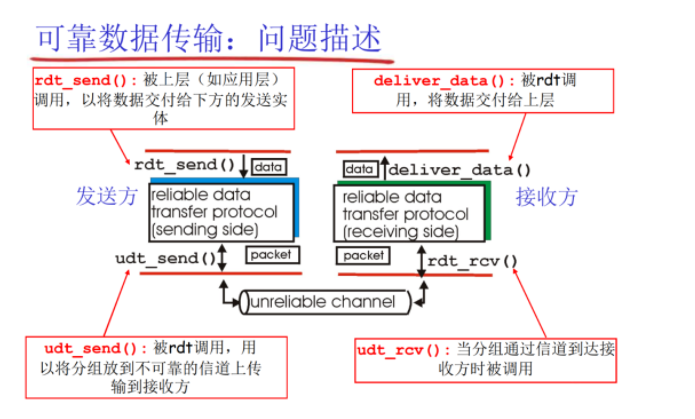 可靠数据传输：问题描述
rdt_send()：被上层（如应用层）
调用，以将数据交付给下方的发送实
体
deliver_data()：被rdt调
用，将数据交付给上层
rdt_send()
data
data
deliver_data()
发送方
reliable data
transfer protocol
(sending side)
reliable data
transfer protocol
(receiving side)
接收方
udt_send()
packet
packet
rdt_rcv()
unreliable channel
udt_send()：被rdt调用，用
以将分组放到不可靠的信道上传
输到接收方
udt_rcv()：当分组通过信道到达接
收方时被调用